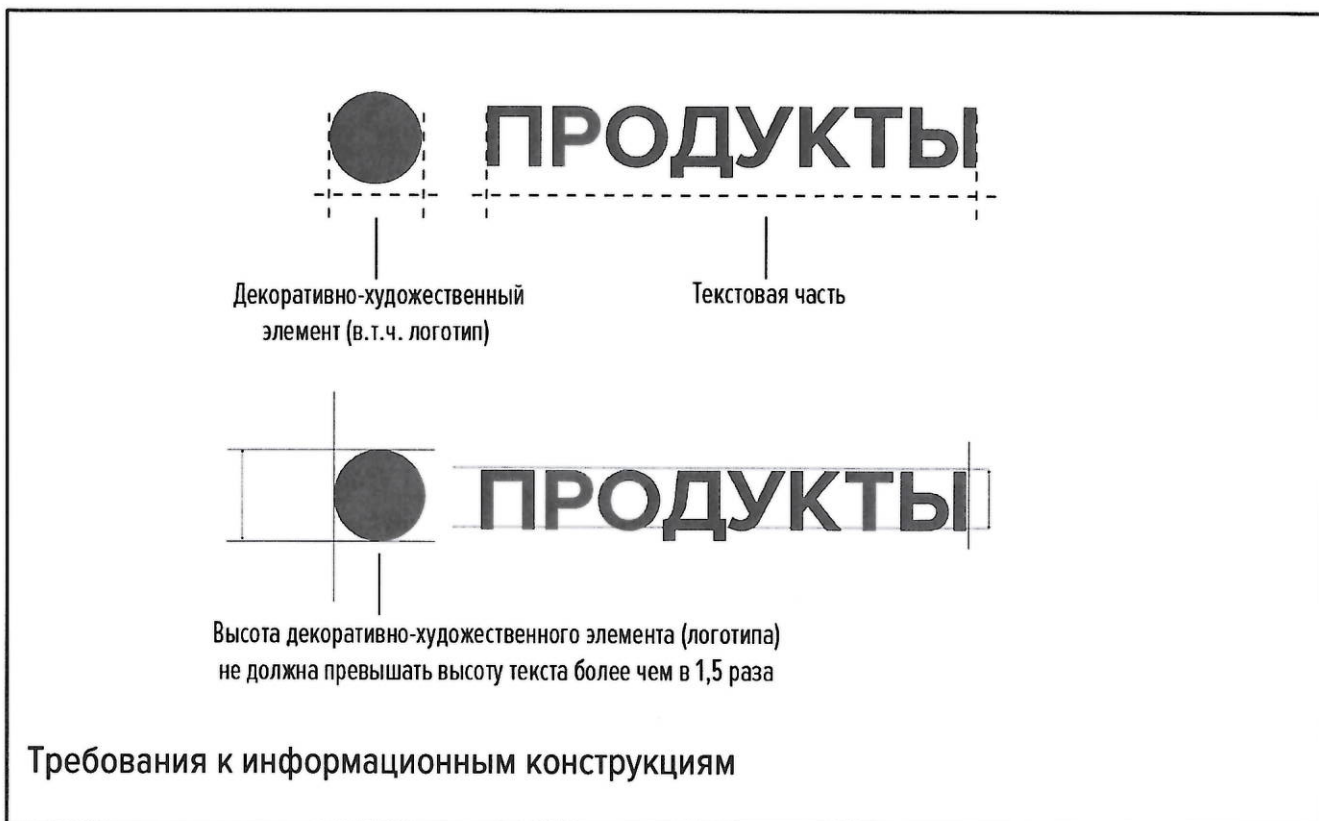 ПРОДУКТЫ
Декоративно-художественный
элемент (в.т.ч. логотип)
Текстовая часть
ПРОДУКТЫ
Высота декоративно-художественного элемента (логотипа)
не должна превышать высоту текста более чем в 1,5 раза
Требования к информационным конструкциям